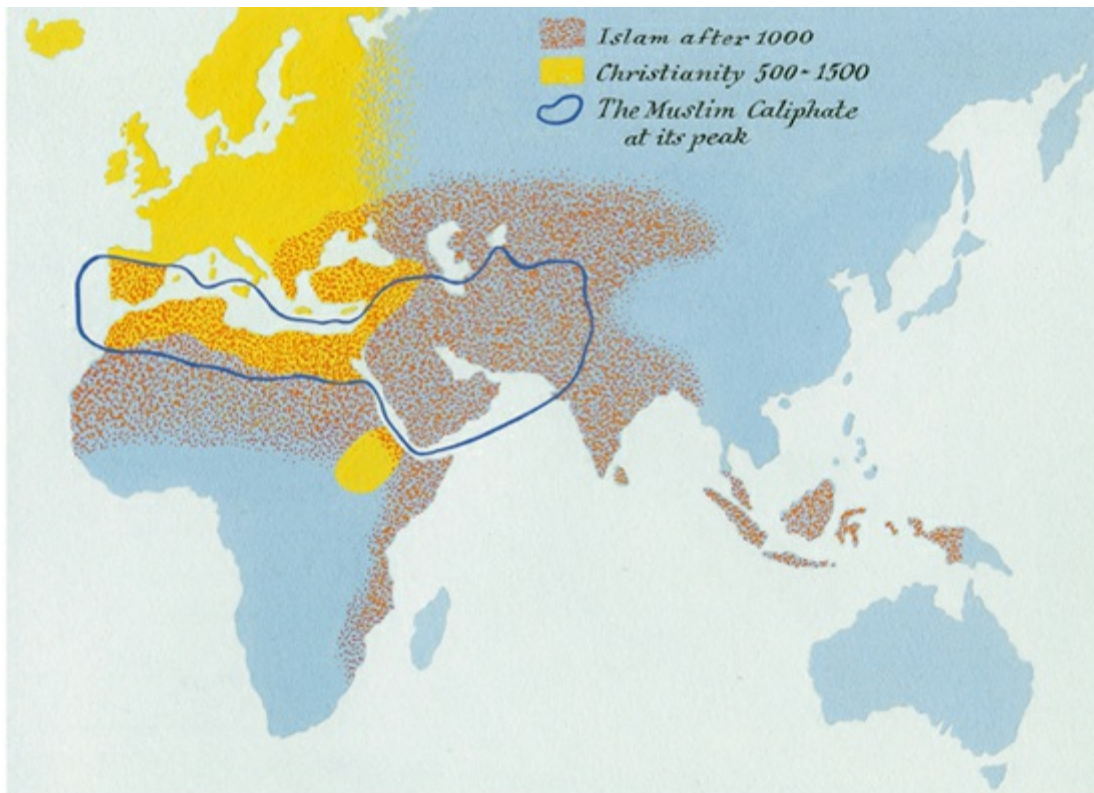 Islam after 1000
Christianity 500-1500
The Muslim Caliphate
at its peak